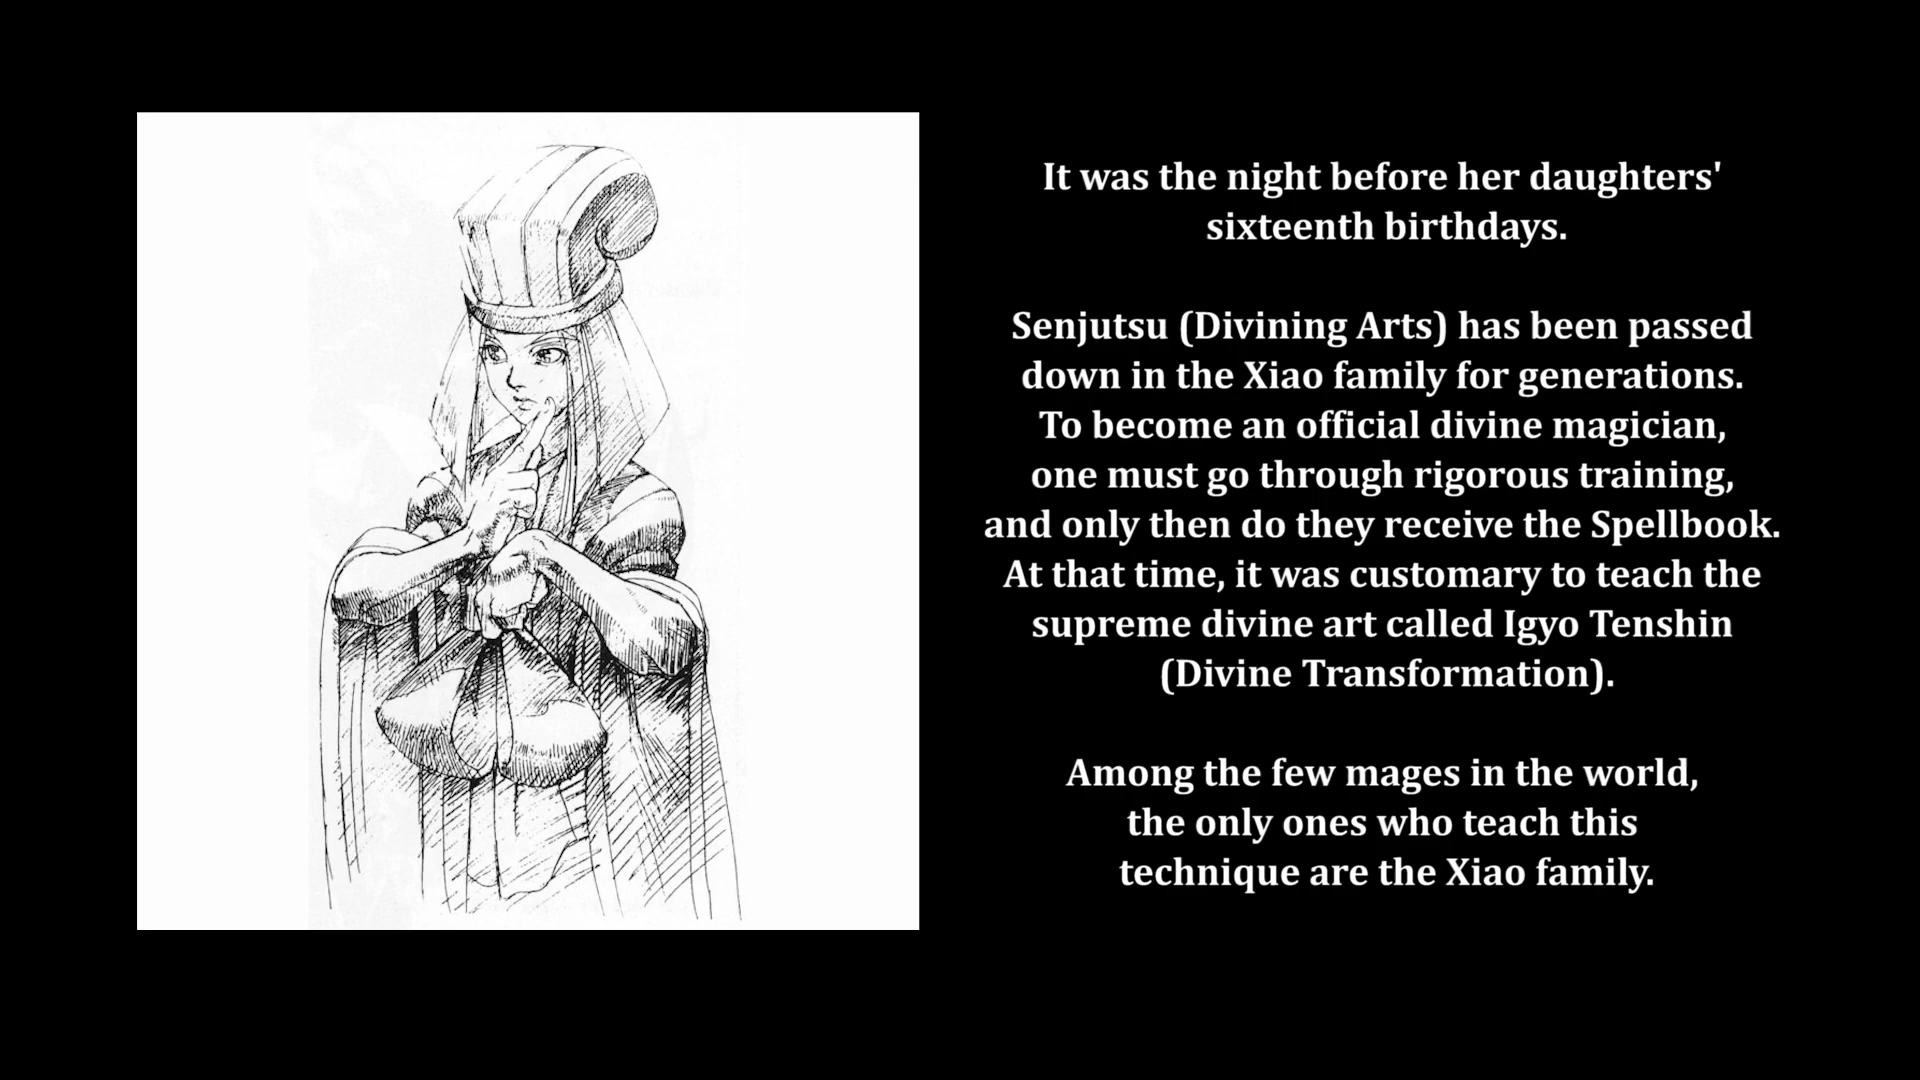 It was the night before her daughters'
sixteenth birthdays.
Senjutsu (Divining Arts) has been passed
down in the Xiao family for generations.
To become an official divine magician,
one must go through rigorous training,
and only then do they receive the Spellbook.
At that time, it was customary to teach the
supreme divine art called Igyo Tenshin
(Divine Transformation).
Among the few mages in the world,
the only ones who teach this
technique are the Xiao family.